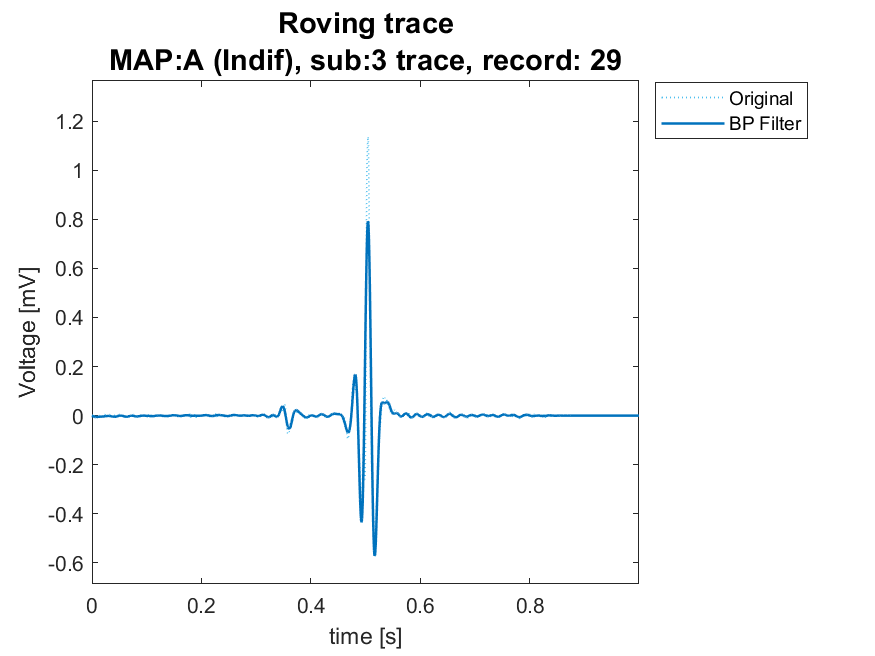 Roving trace
MAP:A (Indif), sub:3 trace, record: 29
Original
BP Filter
1.2
1
0.8
0.6
0.4
0.2
0
-0.2
-0.4
-0.6
Voltage [mV]
0
0.2
0.4
0.6
0.8
time [s]